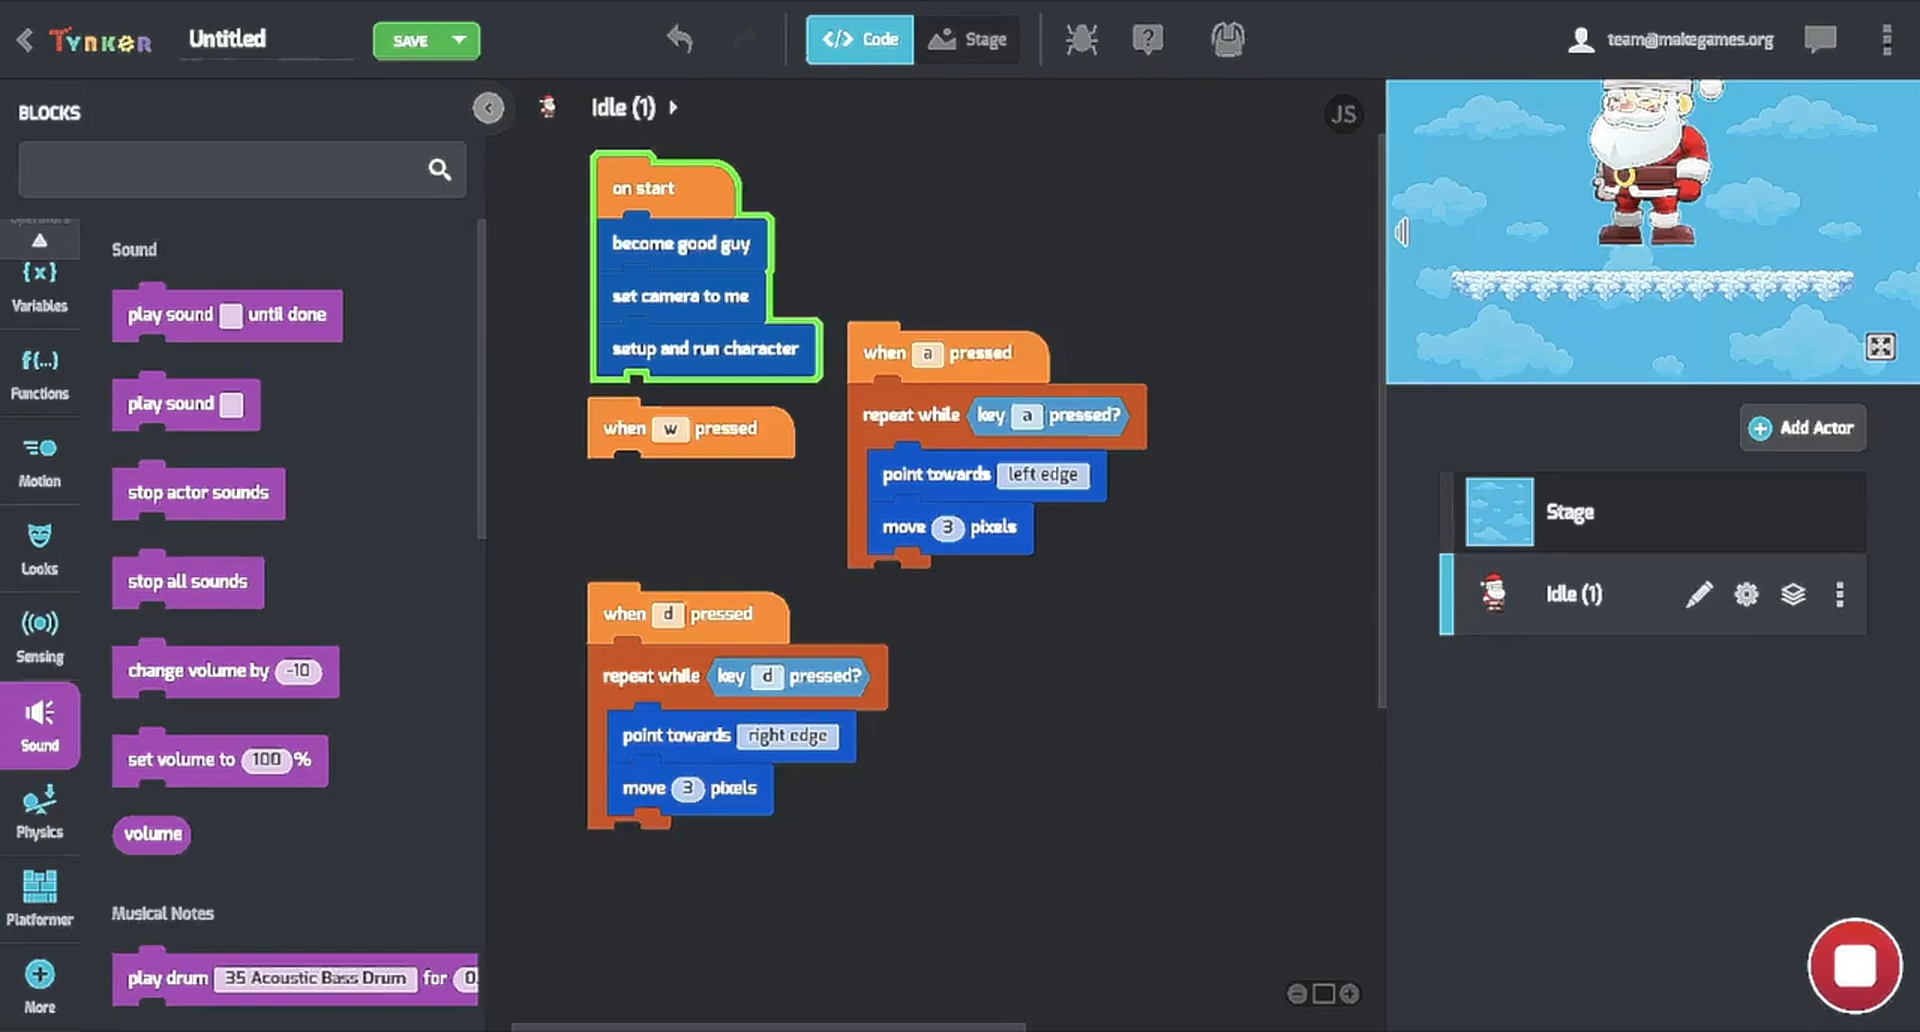 TYNKER
Untitled
SAVE
</> Code
Stage
team@makegames.org
BLOCKS
Idle (1)
JS
Operators
{x}
Variables
f(...)
Functions
Motion
Looks
Sensing
Sound
Physics
Platformer
More
Sound
play sound until done
play sound
stop actor sounds
stop all sounds
change volume by -10
set volume to 100 %
volume
Musical Notes
play drum 35 Acoustic Bass Drum for 0
on start
become good guy
set camera to me
setup and run character
when w pressed
when a pressed
repeat while key a pressed?
point towards left edge
move 3 pixels
when d pressed
repeat while key d pressed?
point towards right edge
move 3 pixels
Add Actor
Stage
Idle (1)